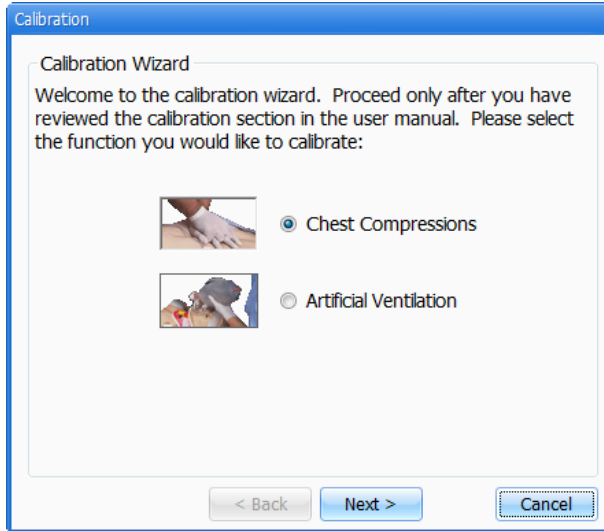 Calibration
Calibration Wizard
Welcome to the calibration wizard. Proceed only after you have
reviewed the calibration section in the user manual. Please select
the function you would like to calibrate:
Chest Compressions
Artificial Ventilation
< Back Next > Cancel